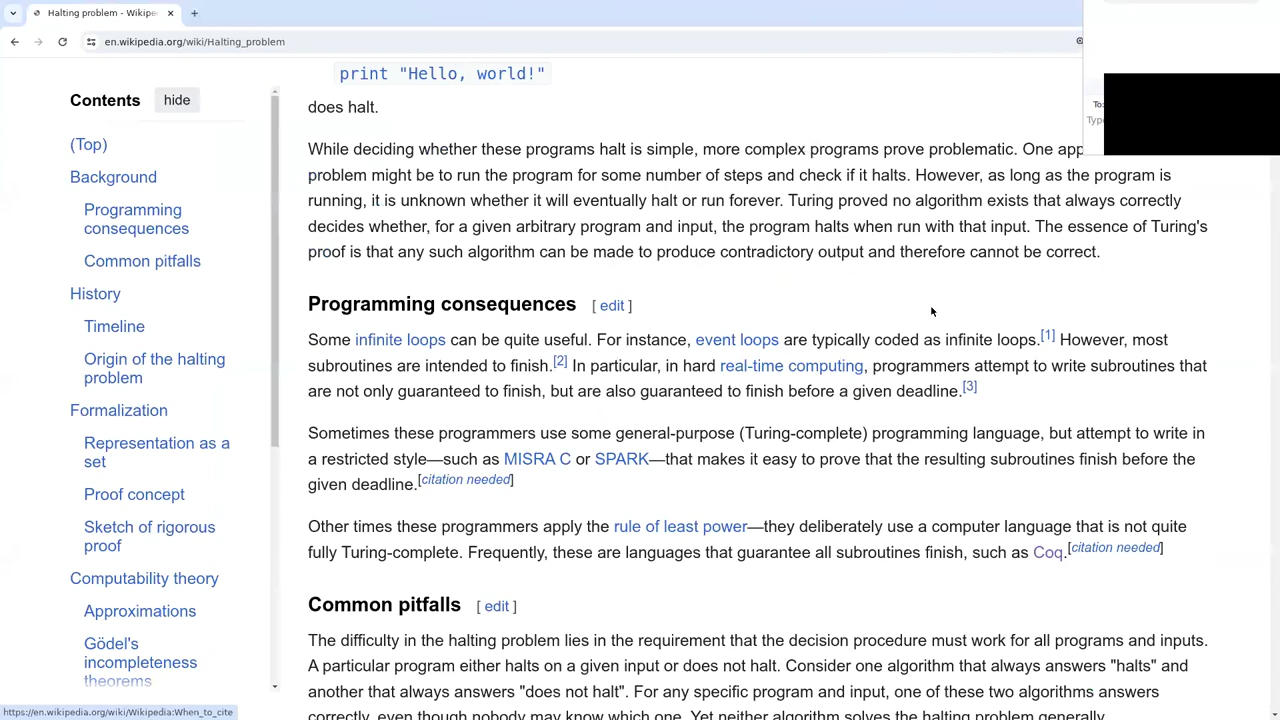 Halting problem - Wikipe
en.wikipedia.org/wiki/Halting_problem
To:
Type
Contents hide
(Top)
Background
Programming
consequences
Common pitfalls
History
Timeline
Origin of the halting
problem
Formalization
Representation as a
set
Proof concept
Sketch of rigorous
proof
Computability theory
Approximations
Gödel's
incompleteness
theorems
print "Hello, world!"
does halt.
While deciding whether these programs halt is simple, more complex programs prove problematic. One app
problem might be to run the program for some number of steps and check if it halts. However, as long as the program is
running, it is unknown whether it will eventually halt or run forever. Turing proved no algorithm exists that always correctly
decides whether, for a given arbitrary program and input, the program halts when run with that input. The essence of Turing's
proof is that any such algorithm can be made to produce contradictory output and therefore cannot be correct.
Programming consequences [ edit ]
Some infinite loops can be quite useful. For instance, event loops are typically coded as infinite loops.[1] However, most
subroutines are intended to finish.[2] In particular, in hard real-time computing, programmers attempt to write subroutines that
are not only guaranteed to finish, but are also guaranteed to finish before a given deadline.[3]
Sometimes these programmers use some general-purpose (Turing-complete) programming language, but attempt to write in
a restricted style—such as MISRA C or SPARK—that makes it easy to prove that the resulting subroutines finish before the
given deadline.[citation needed]
Other times these programmers apply the rule of least power—they deliberately use a computer language that is not quite
fully Turing-complete. Frequently, these are languages that guarantee all subroutines finish, such as Coq.[citation needed]
Common pitfalls [ edit ]
The difficulty in the halting problem lies in the requirement that the decision procedure must work for all programs and inputs.
A particular program either halts on a given input or does not halt. Consider one algorithm that always answers "halts" and
another that always answers "does not halt". For any specific program and input, one of these two algorithms answers
correctly, even though nobody may know which one. Yet neither algorithm solves the halting problem generally.
https://en.wikipedia.org/wiki/Wikipedia:When_to_cite